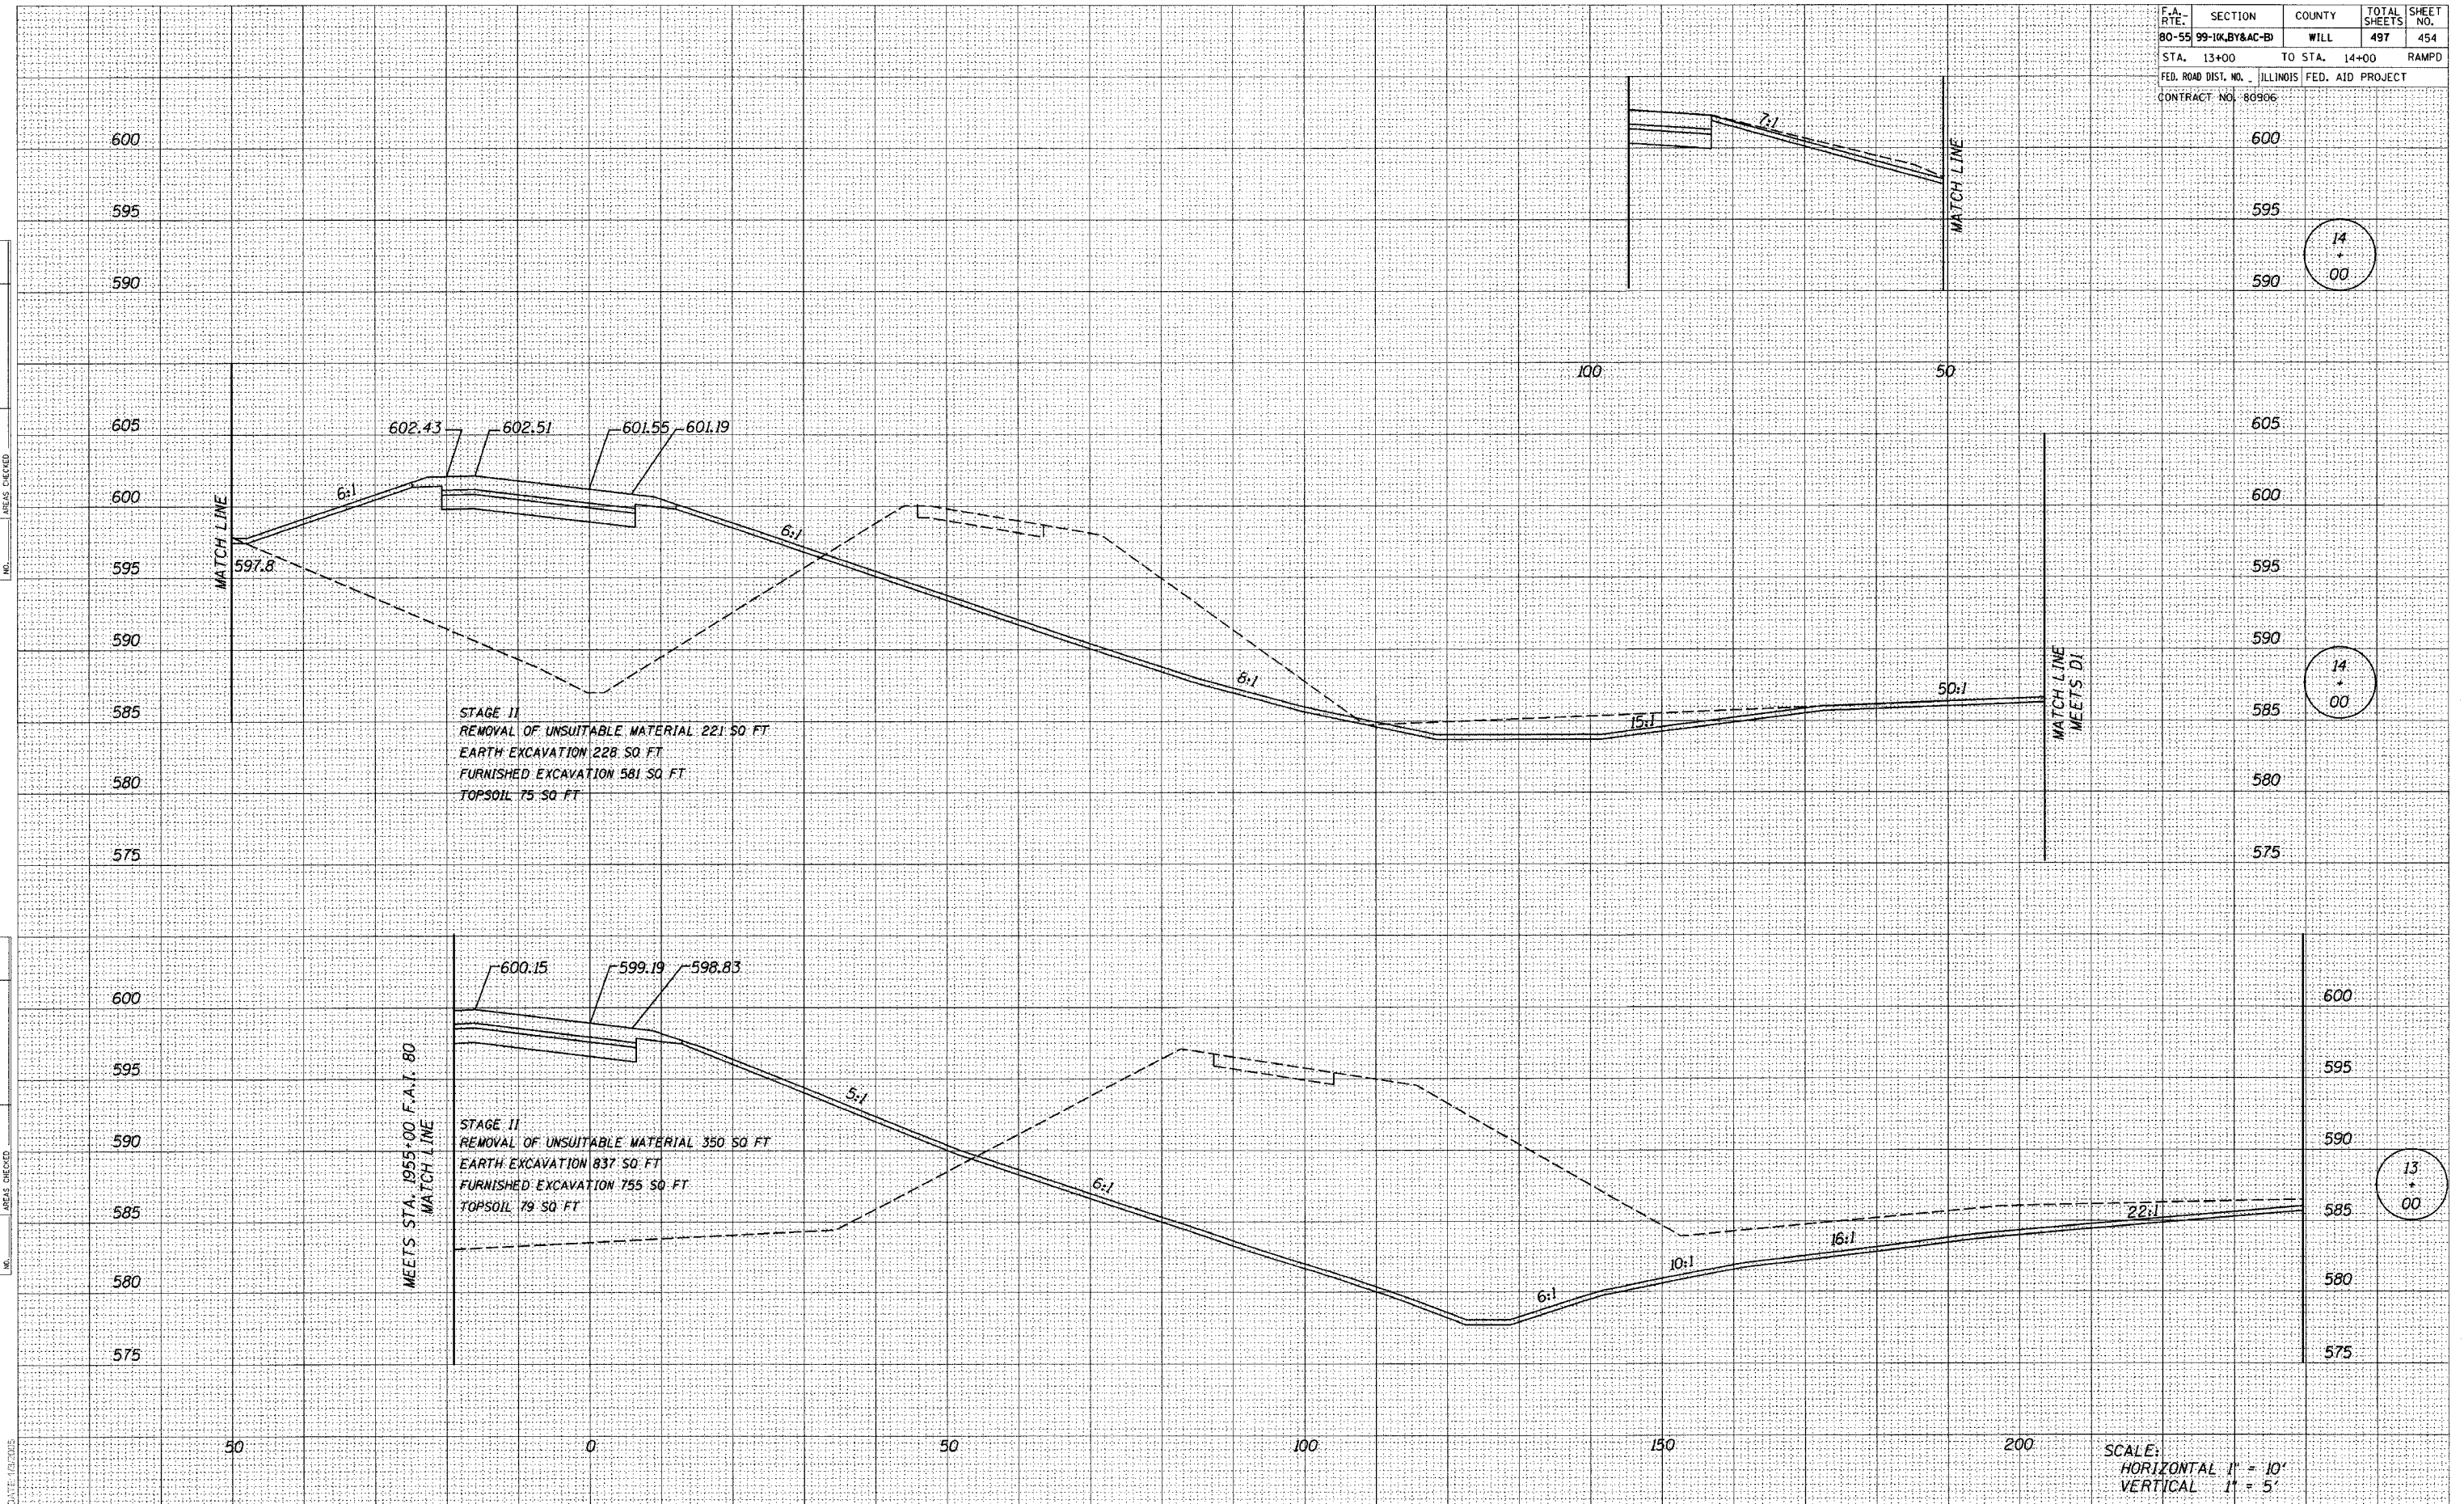 F.A. RTE. SECTION COUNTY TOTAL SHEETS SHEET NO.
80-55 99-1(K,BY&AC-B) WILL 497 454
STA. 13+00 TO STA. 14+00 RAMPD
FED. ROAD DIST. NO. _ ILLINOIS FED. AID PROJECT
CONTRACT NO. 80906
600 7:1 600
MATCH LINE
595 595
14 + 00
590 590
100 50
605 602.43 602.51 601.55 601.19 605
600 6:1 6:1 600
MATCH LINE
595 597.8 595
590 8:1 590
14 + 00
MATCH LINE
MEETS D1
585 15:1 50:1 585
STAGE II
REMOVAL OF UNSUITABLE MATERIAL 221 SQ FT
EARTH EXCAVATION 228 SQ FT
FURNISHED EXCAVATION 581 SQ FT
TOPSOIL 75 SQ FT
580 580
575 575
600.15 599.19 598.83
600 600
595 5:1 595
MEETS STA. 1955+00 F.A.I. 80
MATCH LINE
STAGE II
REMOVAL OF UNSUITABLE MATERIAL 350 SQ FT
EARTH EXCAVATION 837 SQ FT
FURNISHED EXCAVATION 755 SQ FT
TOPSOIL 79 SQ FT
590 6:1 590
13 + 00
585 22:1 585
16:1
580 6:1 10:1 580
575 575
50 0 50 100 150 200
SCALE:
HORIZONTAL 1" = 10'
VERTICAL 1" = 5'
NO. AREAS CHECKED
NO. AREAS CHECKED